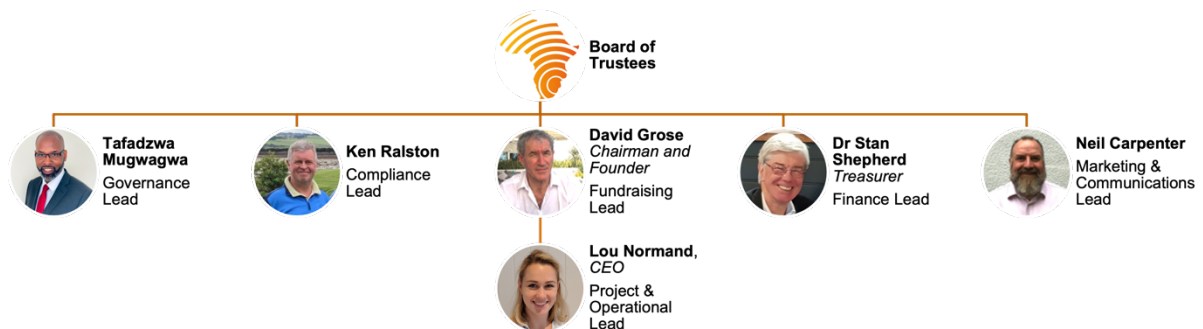 Board of
Trustees
Tafadzwa
Mugwagwa
Governance
Lead
Ken Ralston
Compliance
Lead
David Grose
Chairman and
Founder
Fundraising
Lead
Dr Stan
Shepherd
Treasurer
Finance Lead
Neil Carpenter
Marketing &
Communications
Lead
Lou Normand,
CEO
Project &
Operational
Lead